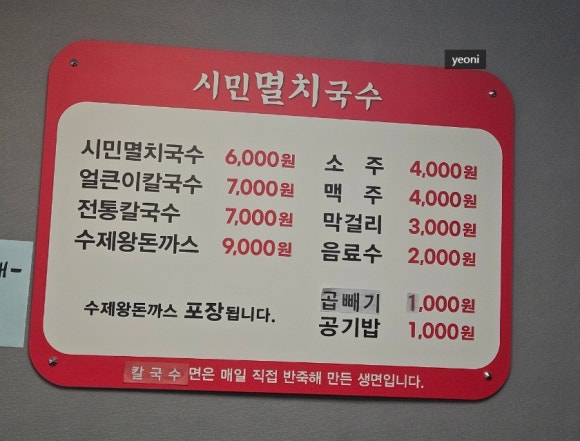 yeoni
시민멸치국수
시민멸치국수 6,000원
얼큰이칼국수 7,000원
전통칼국수 7,000원
수제왕돈까스 9,000원
수제왕돈까스 포장됩니다.
소 주 4,000원
맥 주 4,000원
막걸리 3,000원
음료수 2,000원
곱빼기 1,000원
공기밥 1,000원
칼국수 면은 매일 직접 반죽해 만든 생면입니다.